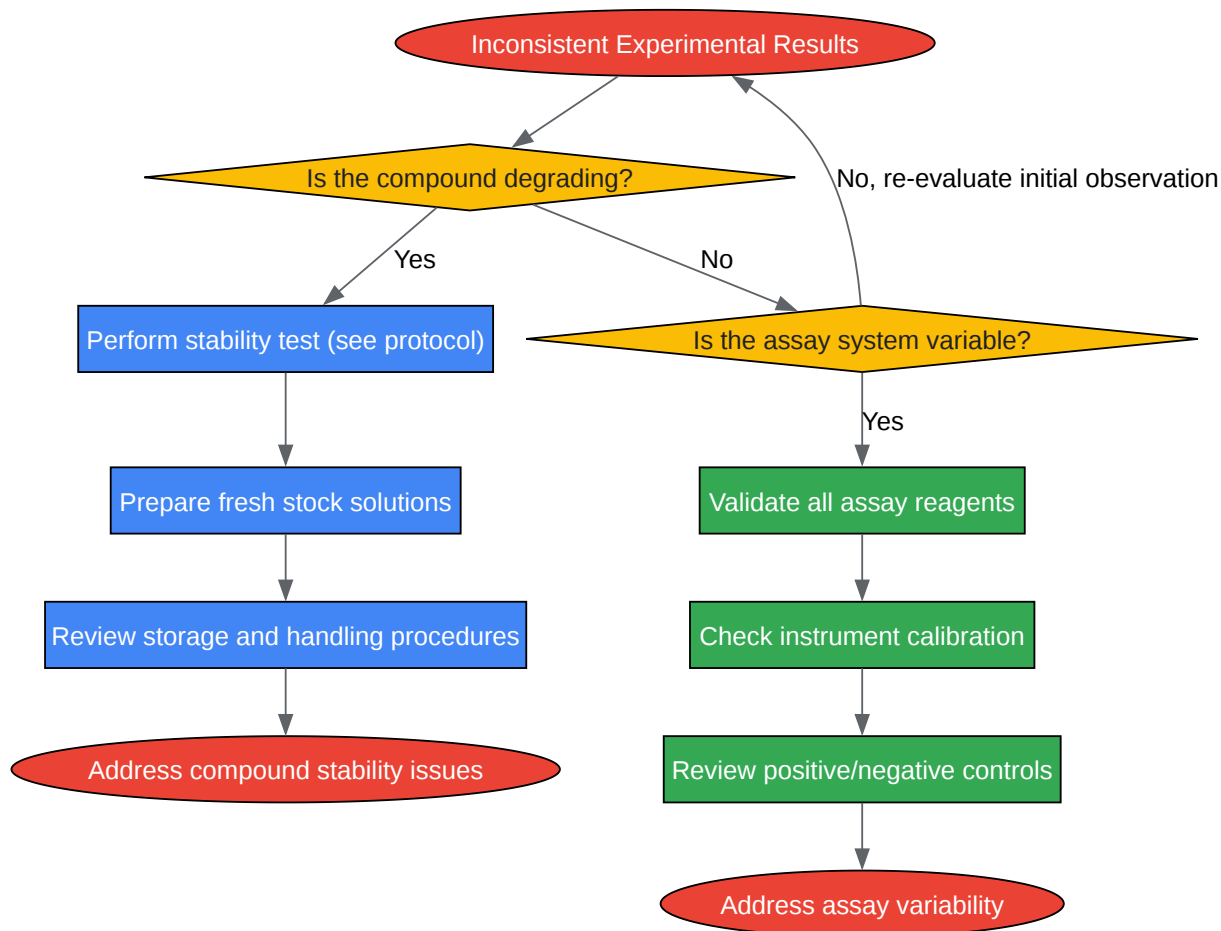 Inconsistent Experimental Results
Is the compound degrading?
No, re-evaluate initial observation
Yes
No
Perform stability test (see protocol)
Is the assay system variable?
Yes
Prepare fresh stock solutions
Validate all assay reagents
Review storage and handling procedures
Check instrument calibration
Address compound stability issues
Review positive/negative controls
Address assay variability